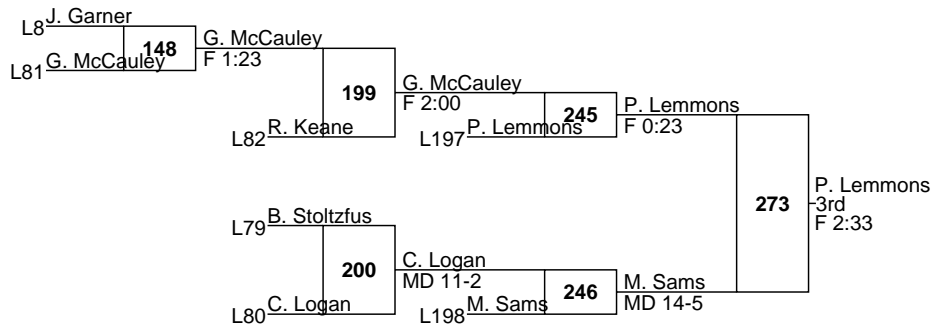 J. Garner
L8
148
G. McCauley
F 1:23
G. McCauley
L81
199
G. McCauley
F 2:00
R. Keane
L82
245
P. Lemmons
F 0:23
P. Lemmons
L197
273
P. Lemmons
3rd
F 2:33
B. Stoltzfus
L79
200
C. Logan
MD 11-2
C. Logan
L80
246
M. Sams
MD 14-5
M. Sams
L198